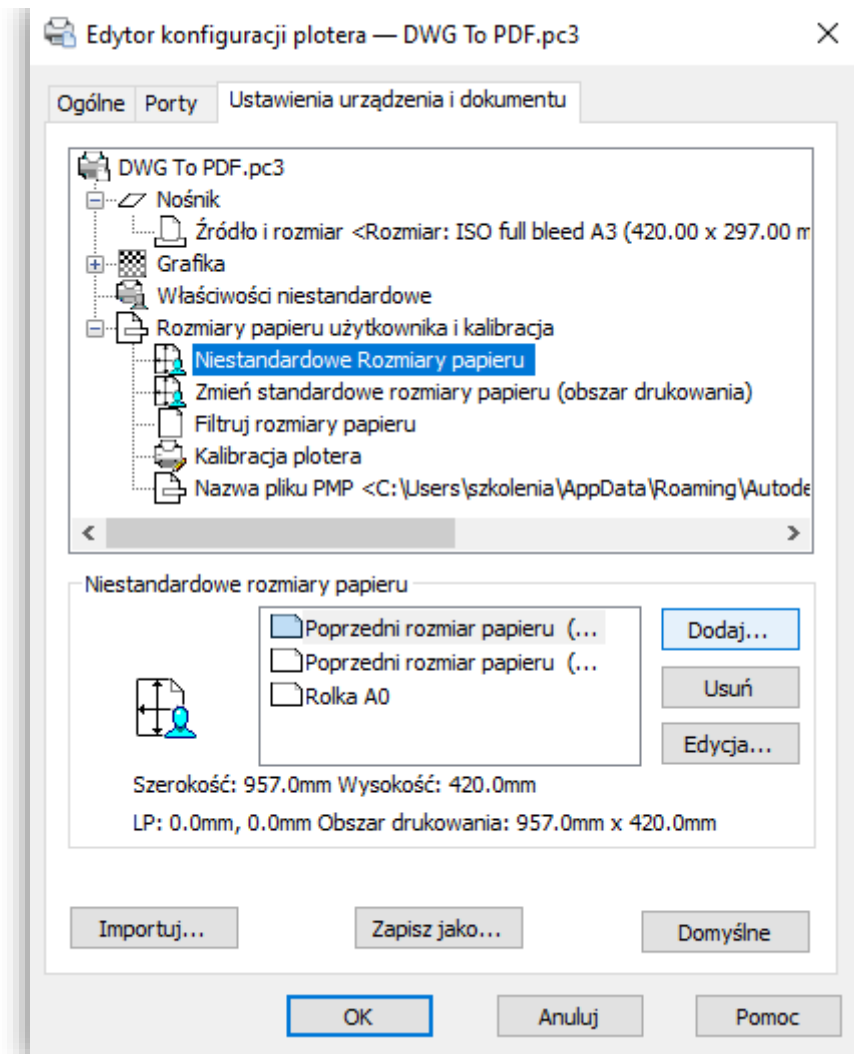 Edytor konfiguracji plotera — DWG To PDF.pc3
Ogólne Porty Ustawienia urządzenia i dokumentu
DWG To PDF.pc3
Nośnik
Źródło i rozmiar <Rozmiar: ISO full bleed A3 (420.00 x 297.00 m
Grafika
Właściwości niestandardowe
Rozmiary papieru użytkownika i kalibracja
Niestandardowe Rozmiary papieru
Zmień standardowe rozmiary papieru (obszar drukowania)
Filtruj rozmiary papieru
Kalibracja plotera
Nazwa pliku PMP <C:\Users\szkolenia\AppData\Roaming\Autode
Niestandardowe rozmiary papieru
Poprzedni rozmiar papieru (...
Dodaj...
Poprzedni rozmiar papieru (...
Usuń
Rolka A0
Edycja...
Szerokość: 957.0mm Wysokość: 420.0mm
LP: 0.0mm, 0.0mm Obszar drukowania: 957.0mm x 420.0mm
Importuj... Zapisz jako... Domyślne
OK Anuluj Pomoc